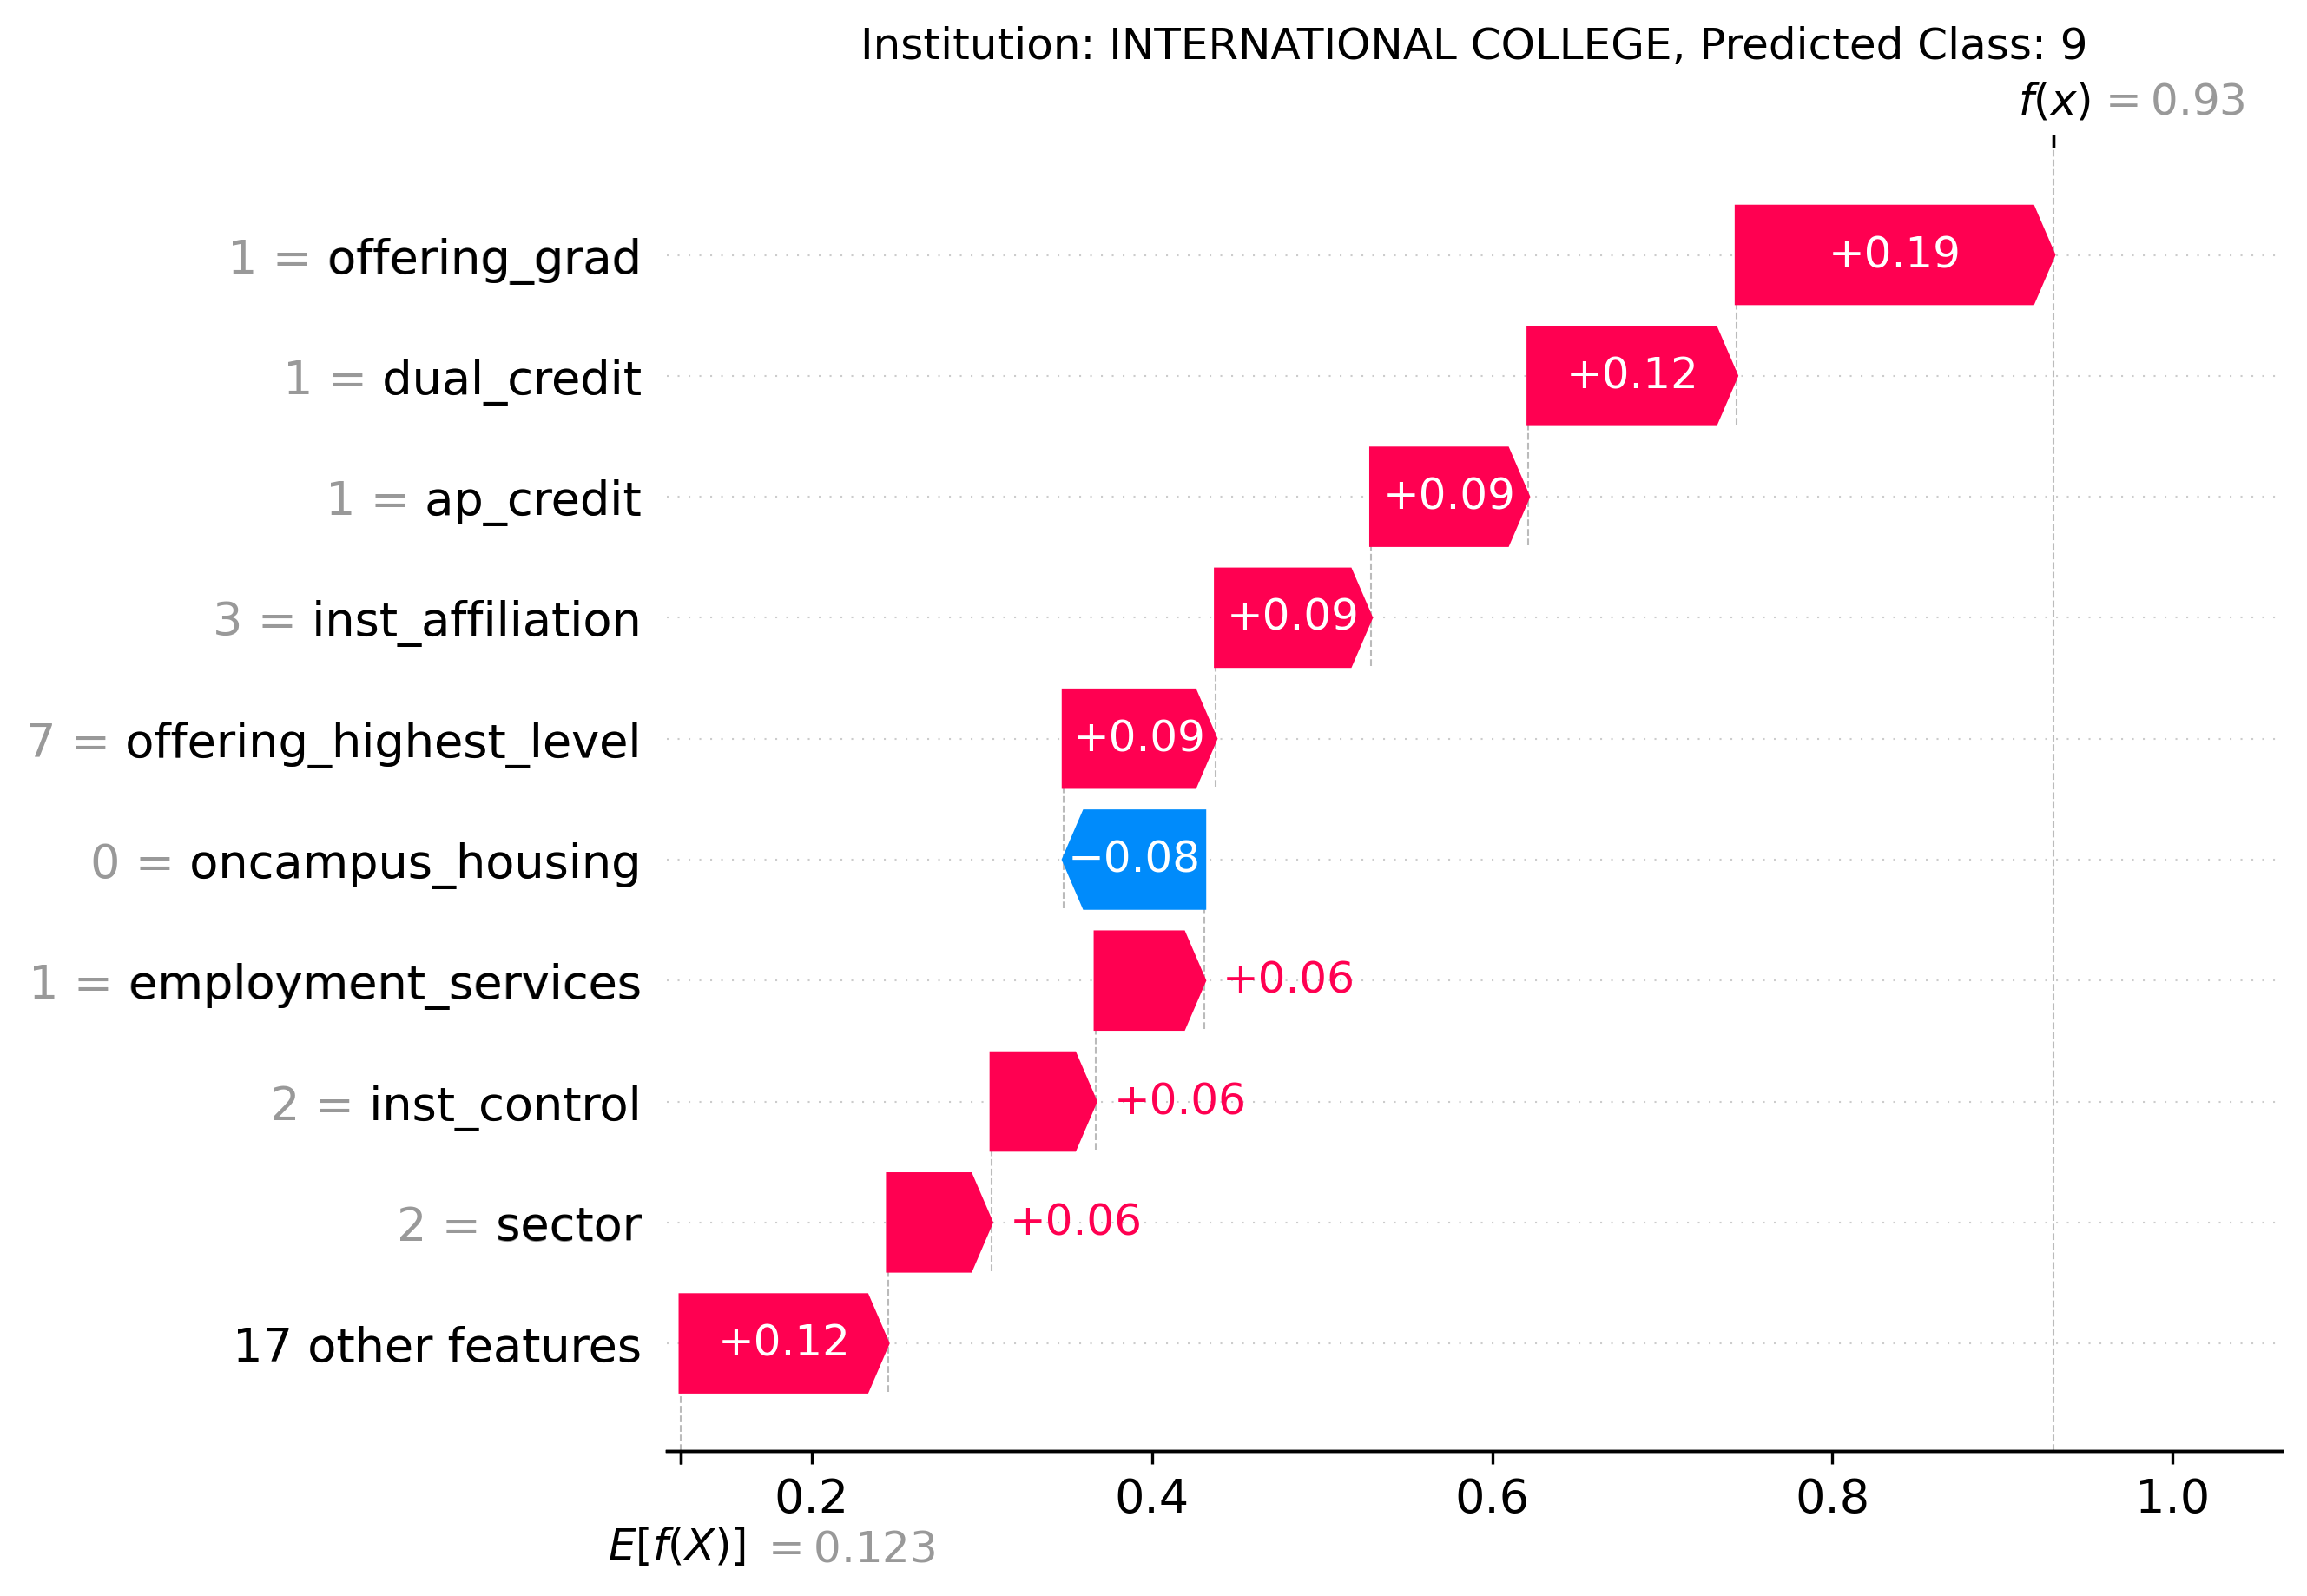 Institution: INTERNATIONAL COLLEGE, Predicted Class: 9
f(x) = 0.93
1 = offering_grad +0.19
1 = dual_credit +0.12
1 = ap_credit +0.09
3 = inst_affiliation +0.09
7 = offering_highest_level +0.09
0 = oncampus_housing −0.08
1 = employment_services +0.06
2 = inst_control +0.06
2 = sector +0.06
17 other features +0.12
0.2 0.4 0.6 0.8 1.0
E[f(X)] = 0.123